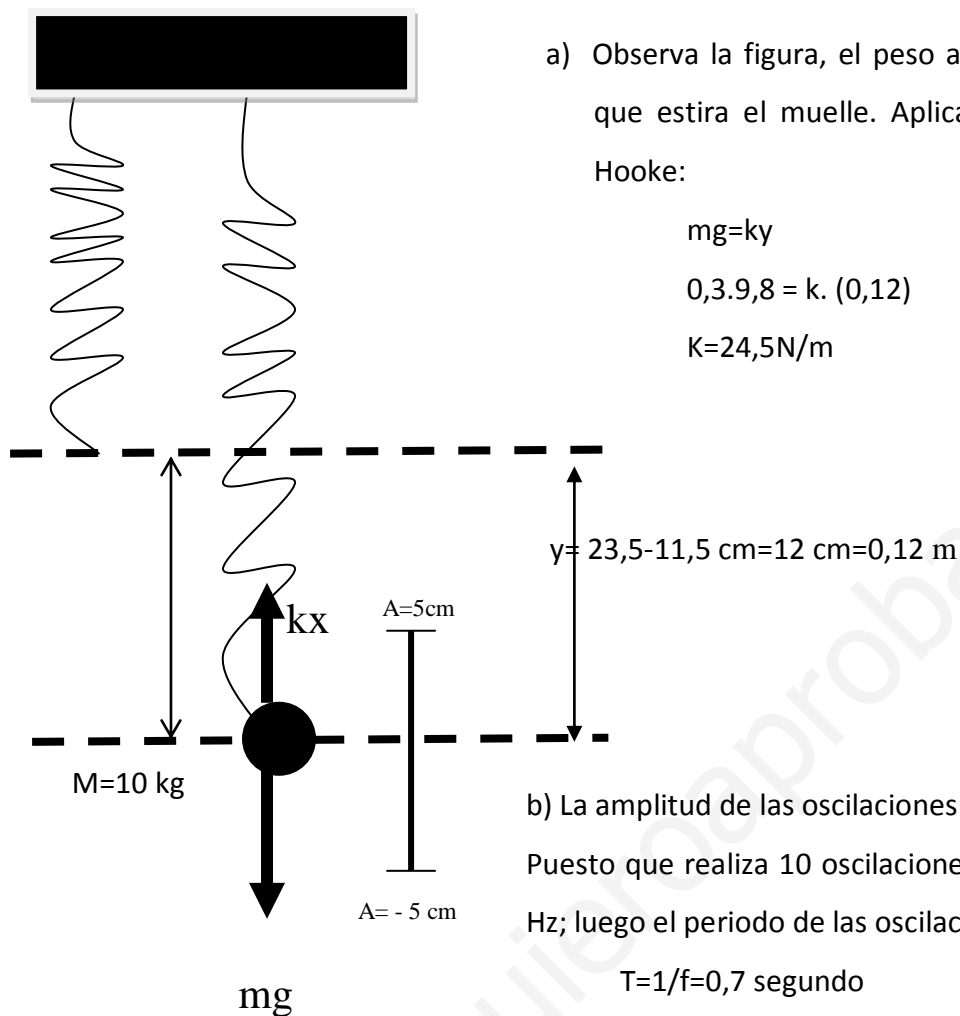 a) Observa la figura, el peso a
que estira el muelle. Aplica
Hooke:
mg=ky
0,3.9,8 = k. (0,12)
K=24,5N/m
y= 23,5-11,5 cm=12 cm=0,12 m
A=5cm
kx
M=10 kg
A= - 5 cm
mg
b) La amplitud de las oscilaciones
Puesto que realiza 10 oscilacione
Hz; luego el periodo de las oscilac
T=1/f=0,7 segundo